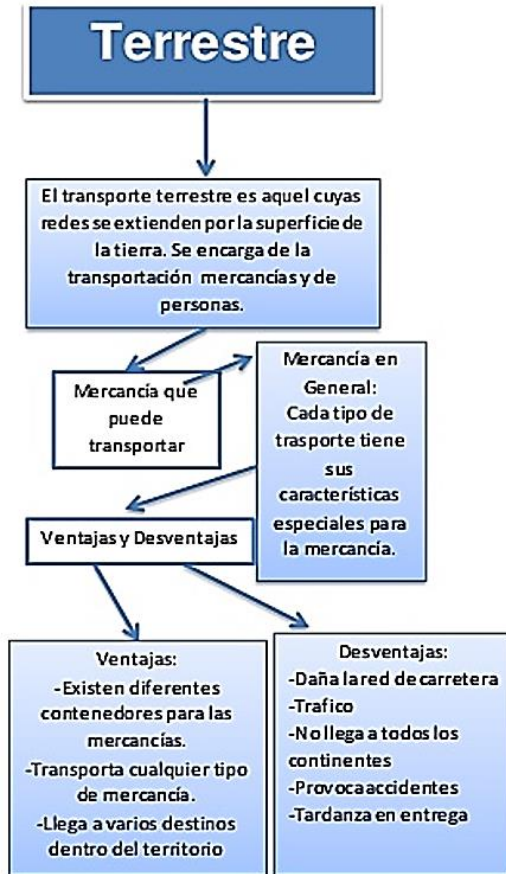 Terrestre
El transporte terrestre es aquel cuyas
redes se extienden por la superficie de
la tierra. Se encarga de la
transportación mercancías y de
personas.
Mercancía que
puede
transportar
Mercancía en
General:
Cada tipo de
trasporte tiene
sus
características
especiales para
la mercancía.
Ventajas y Desventajas
Ventajas:
-Existen diferentes
contenedores para las
mercancías.
-Transporta cualquier tipo
de mercancía.
-Llega a varios destinos
dentro del territorio
Desventajas:
-Daña la red de carretera
-Trafico
-No llega a todos los
continentes
-Provoca accidentes
-Tardanza en entrega